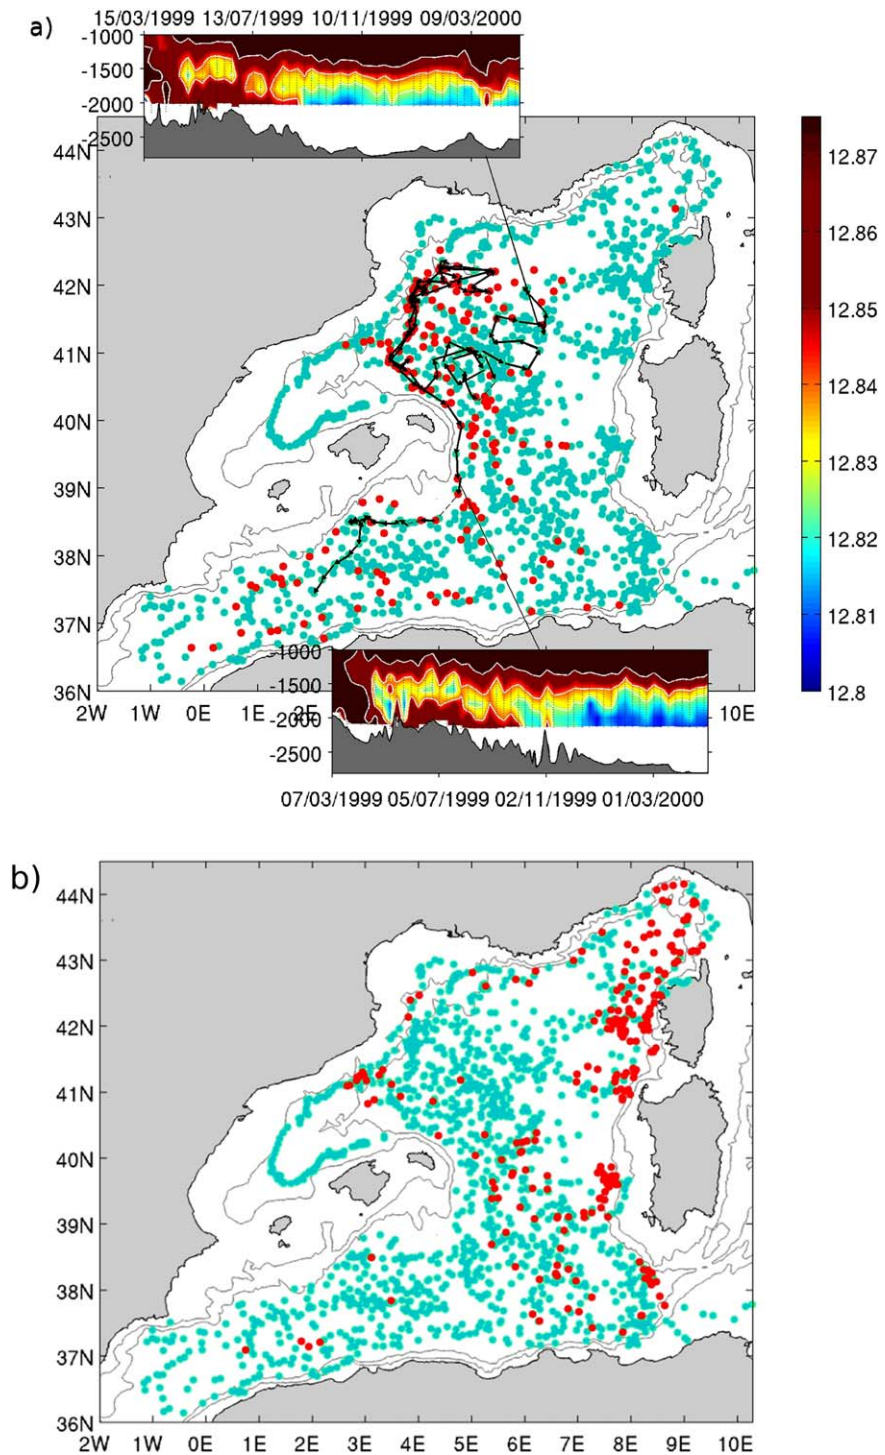 15/03/1999 13/07/1999 10/11/1999 09/03/2000
a)
-1000
-1500
-2000
-2500
44N
43N
42N
41N
40N
39N
38N
37N
36N
2W 1W 0E 1E 2E 3E 10E
12.87
12.86
12.85
12.84
12.83
12.82
12.81
12.8
-1000
-1500
-2000
-2500
07/03/1999 05/07/1999 02/11/1999 01/03/2000
b)
44N
43N
42N
41N
40N
39N
38N
37N
36N
2W 1W 0E 1E 2E 3E 4E 5E 6E 7E 8E 9E 10E